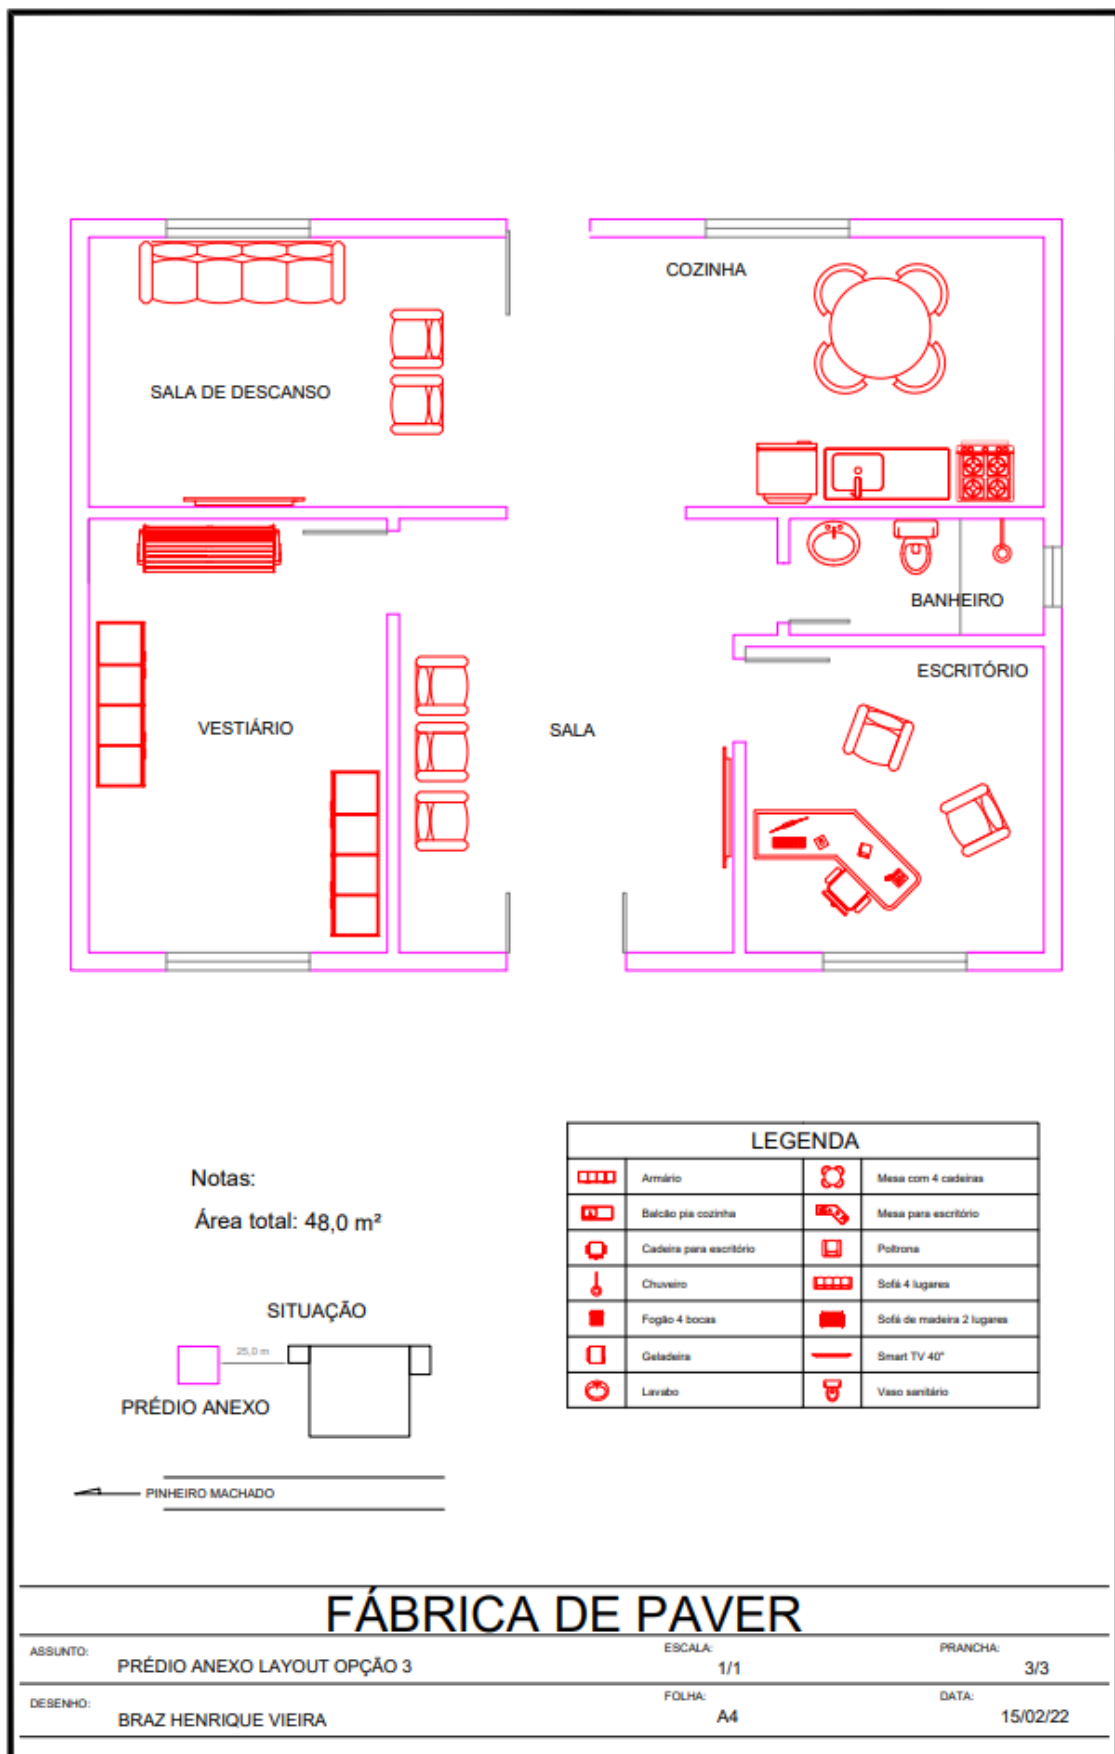 COZINHA
SALA DE DESCANSO
BANHEIRO
ESCRITÓRIO
VESTIÁRIO
SALA
Notas:
Área total: 48,0 m²
SITUAÇÃO
25,0 m
PRÉDIO ANEXO
PINHEIRO MACHADO
LEGENDA
Armário
Mesa com 4 cadeiras
Balcão pia cozinha
Mesa para escritório
Cadeira para escritório
Poltrona
Chuveiro
Sofá 4 lugares
Fogão 4 bocas
Sofá de madeira 2 lugares
Geladeira
Smart TV 40"
Lavabo
Vaso sanitário
FÁBRICA DE PAVER
ASSUNTO:
PRÉDIO ANEXO LAYOUT OPÇÃO 3
ESCALA:
1/1
PRANCHA:
3/3
DESENHO:
BRAZ HENRIQUE VIEIRA
FOLHA:
A4
DATA:
15/02/22